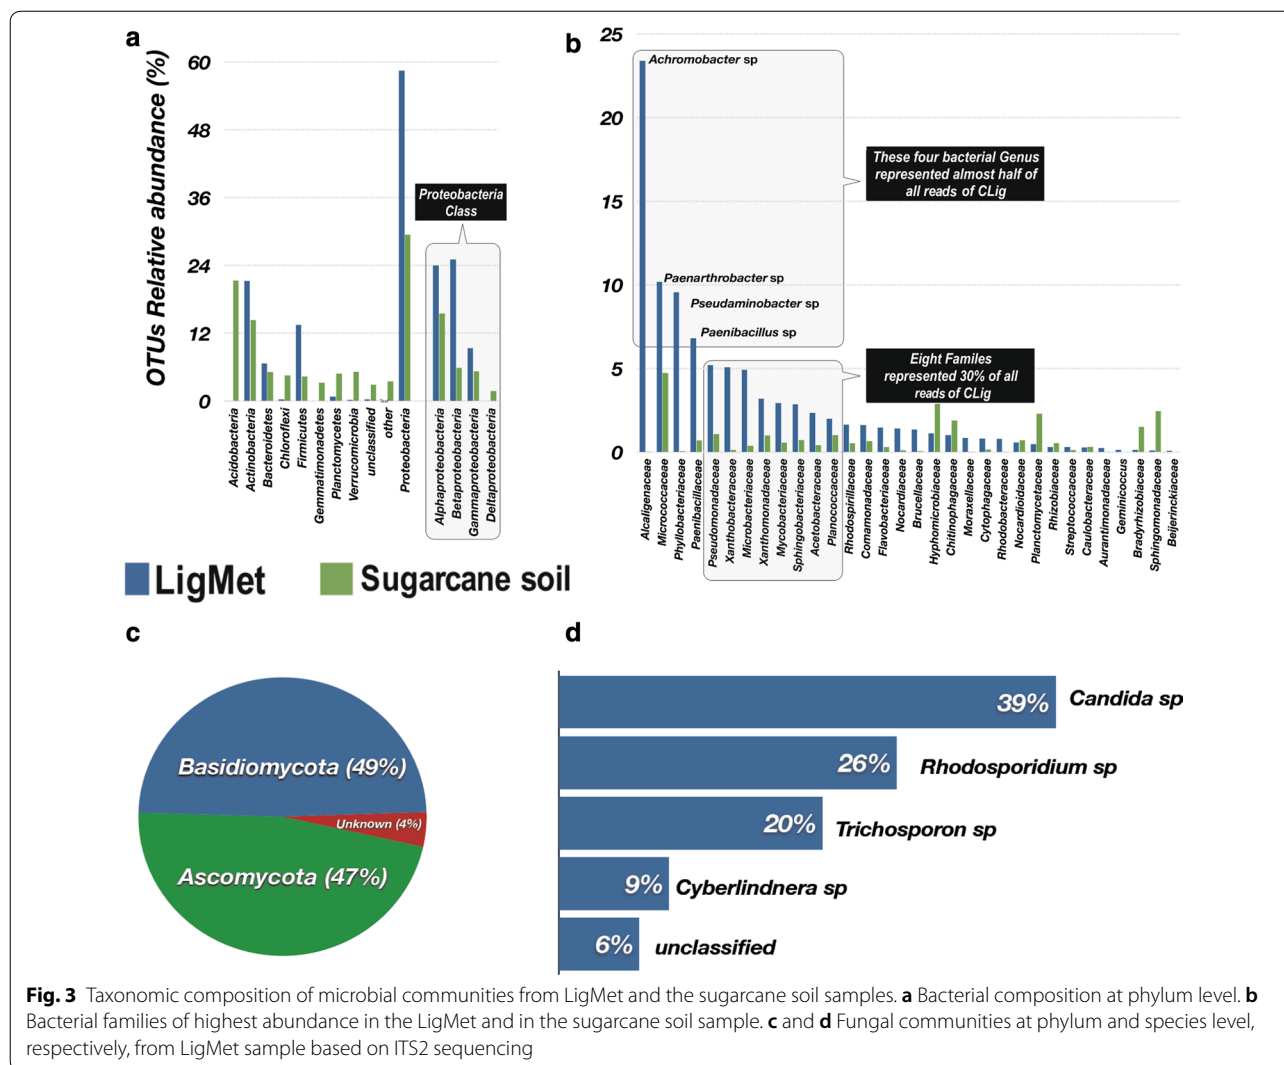 a
OTUs Relative abundance (%)
60
48
36
24
12
0
Proteobacteria
Class
Acidobacteria
Actinobacteria
Bacteroidetes
Chloroflexi
Firmicutes
Gemmatimonadetes
Planctomycetes
Verrucomicrobia
unclassified
other
Proteobacteria
Alphaproteobacteria
Betaproteobacteria
Gammaproteobacteria
Deltaproteobacteria
LigMet
Sugarcane soil
b
25
20
15
10
5
0
Achromobacter sp
Paenarthrobacter sp
Pseudaminobacter sp
Paenibacillus sp
These four bacterial Genus
represented almost half of
all reads of CLig
Eight Familes
represented 30% of all
reads of CLig
Alcaligenaceae
Micrococcaceae
Phyllobacteriaceae
Paenibacillaceae
Pseudomonadaceae
Xanthobacteraceae
Microbacteriaceae
Xanthomonadaceae
Mycobacteriaceae
Sphingobacteriaceae
Acetobacteraceae
Planococcaceae
Rhodospirillaceae
Comamonadaceae
Flavobacteriaceae
Nocardiaceae
Brucellaceae
Hyphomicrobiaceae
Chitinophagaceae
Moraxellaceae
Cytophagaceae
Rhodobacteraceae
Nocardioidaceae
Planctomycetaceae
Rhizobiaceae
Streptococcaceae
Caulobacteraceae
Aurantimonadaceae
Geminicoccus
Bradyrhizobiaceae
Sphingomonadaceae
Beijerinckiaceae
c
Basidiomycota (49%)
Unknown (4%)
Ascomycota (47%)
d
39% Candida sp
26% Rhodosporidium sp
20% Trichosporon sp
9% Cyberlindnera sp
6% unclassified
Fig. 3 Taxonomic composition of microbial communities from LigMet and the sugarcane soil samples. a Bacterial composition at phylum level. b
Bacterial families of highest abundance in the LigMet and in the sugarcane soil sample. c and d Fungal communities at phylum and species level,
respectively, from LigMet sample based on ITS2 sequencing